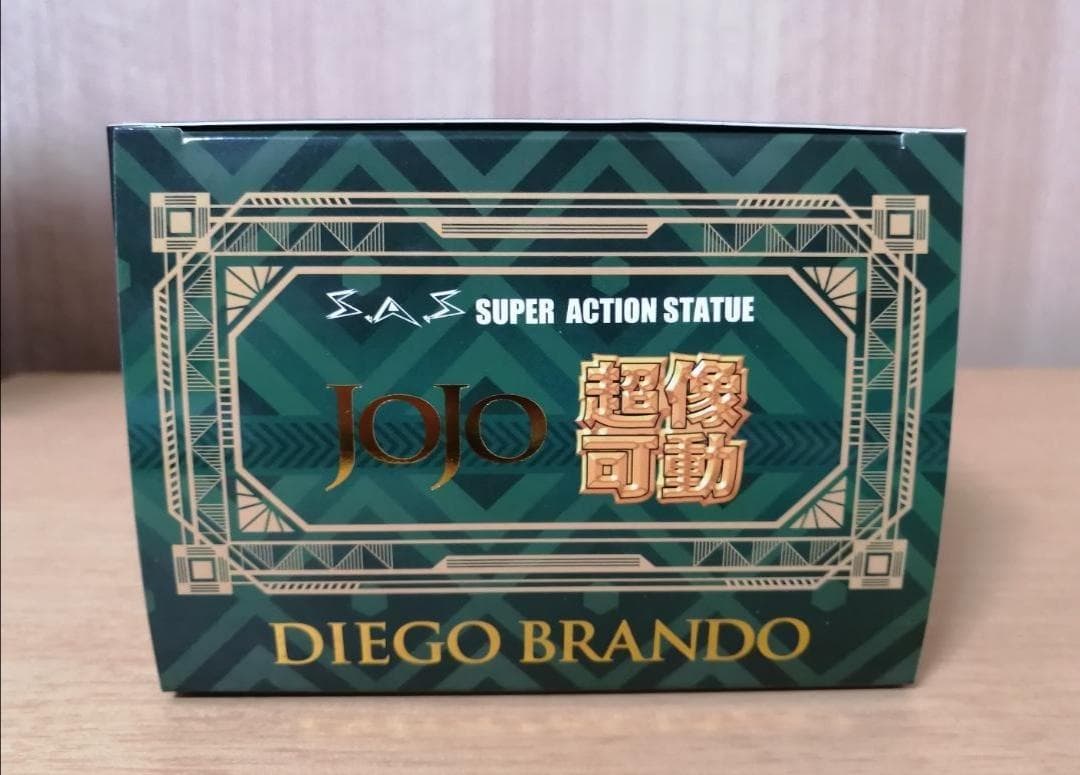 S.A.S SUPER ACTION STATUE
JOJO
超像
可動
DIEGO BRANDO